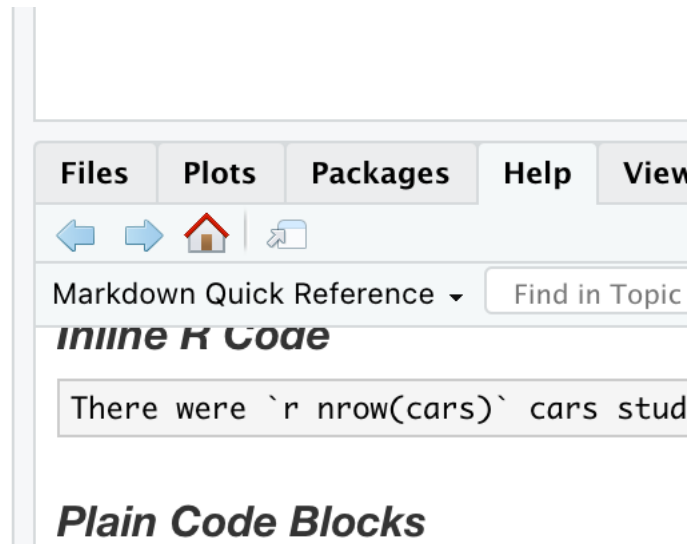 Files Plots Packages Help View
Markdown Quick Reference Find in Topic
Inline R Code
There were `r nrow(cars)` cars stud
Plain Code Blocks